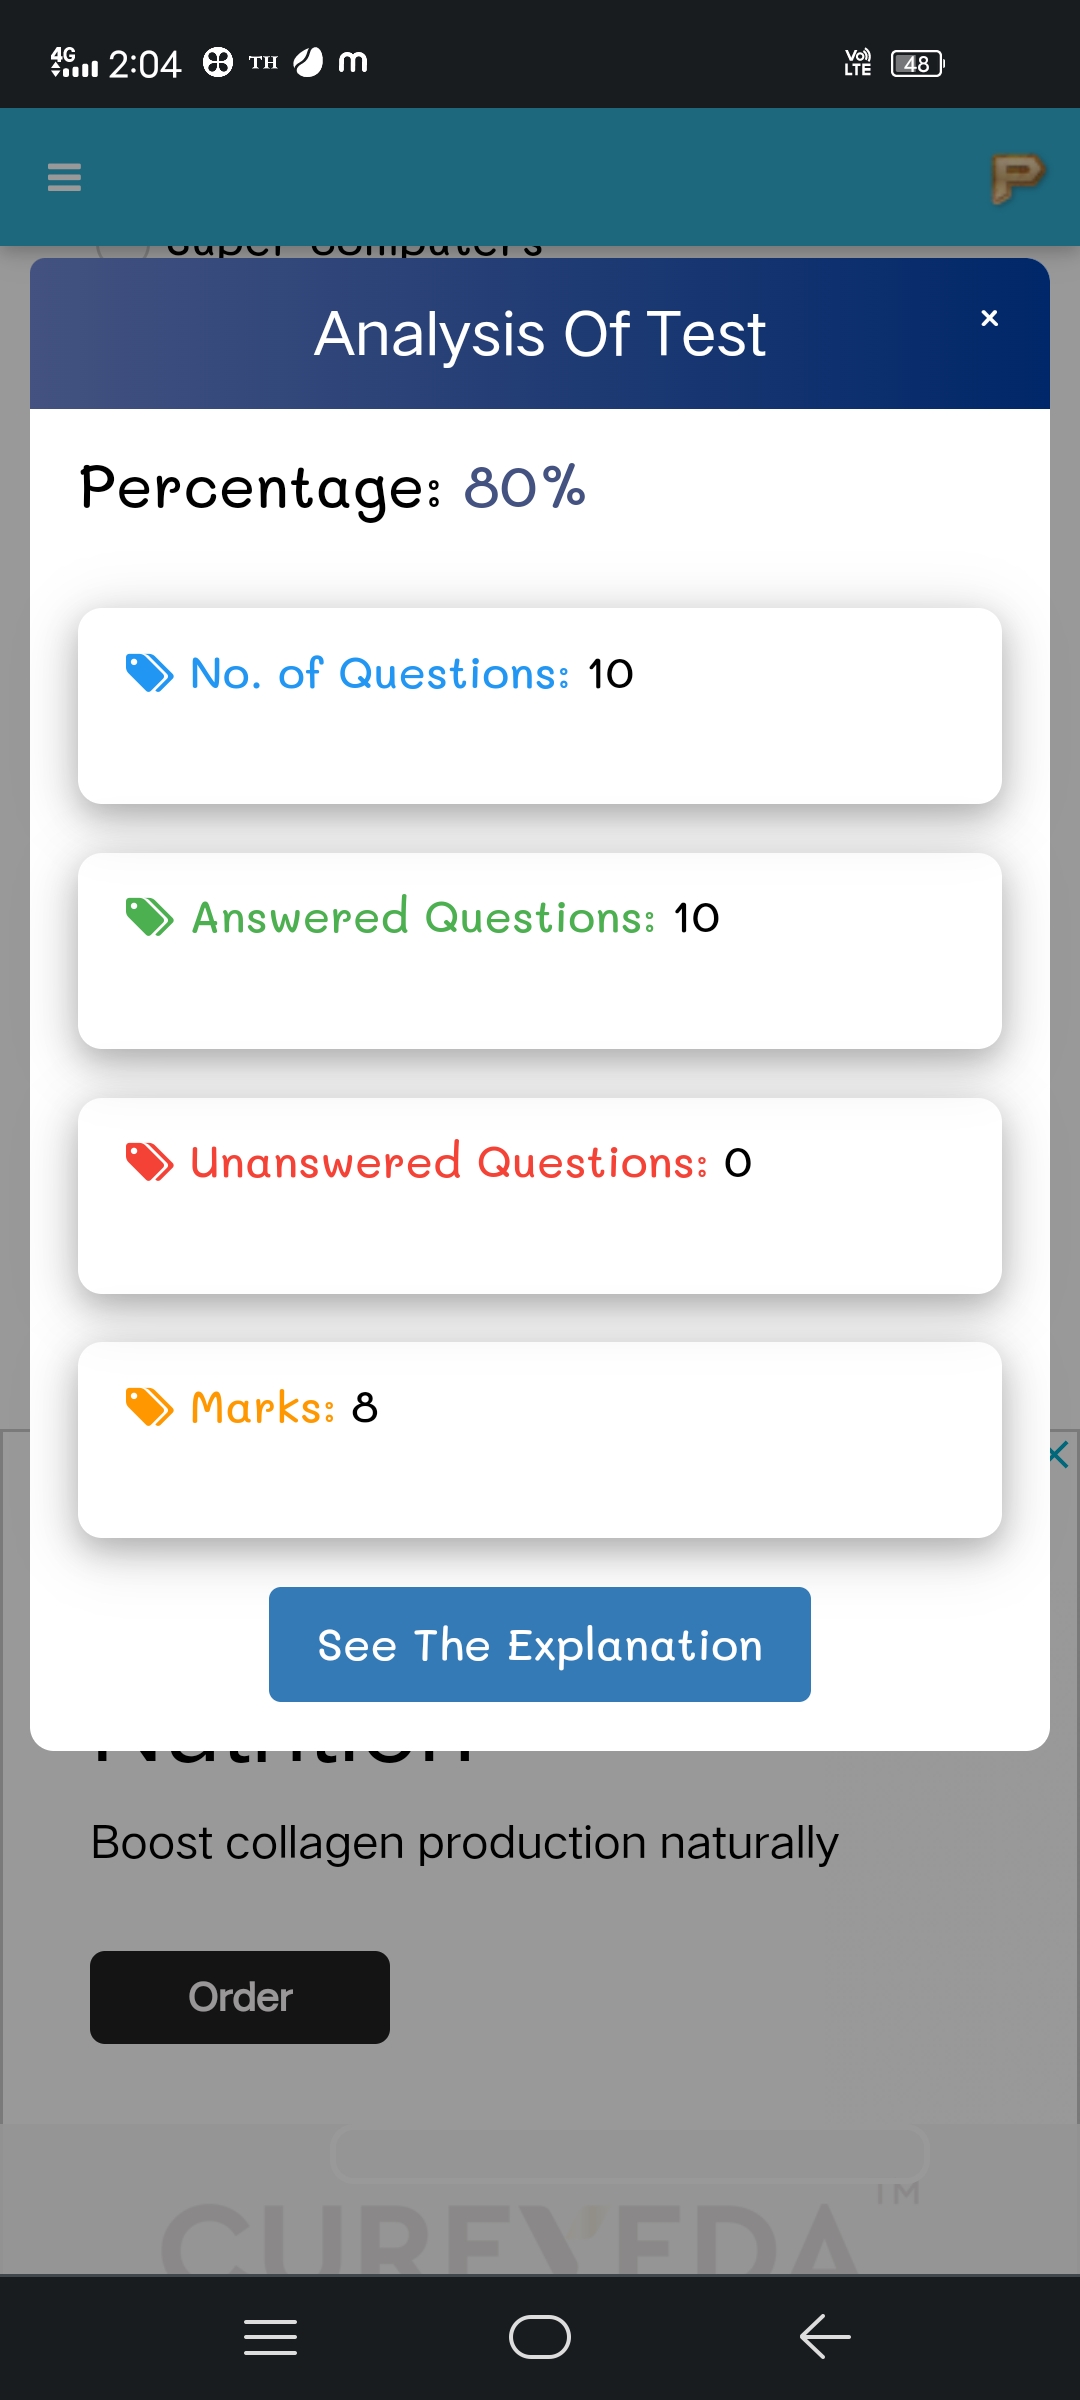 4G 2:04 TH m Vo)) LTE 48
P
Super Computers
Analysis Of Test ×
Percentage: 80%
No. of Questions: 10
Answered Questions: 10
Unanswered Questions: 0
Marks: 8
See The Explanation
Nutrition
Boost collagen production naturally
Order
CUREVEDA TM